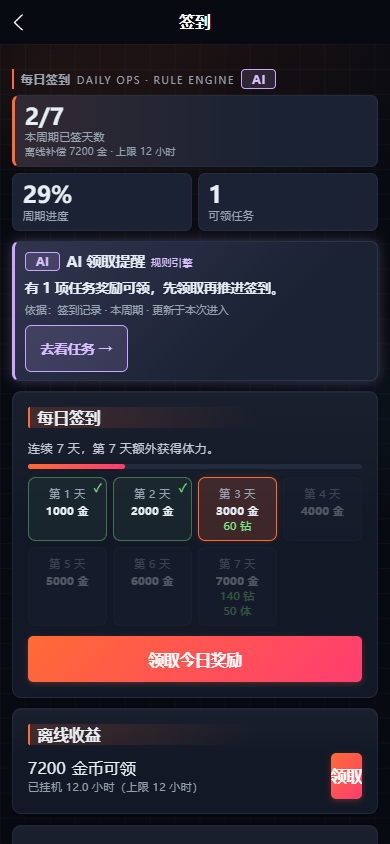 签到
每日签到 DAILY OPS · RULE ENGINE AI
2/7
本周期已签天数
离线补偿 7200 金 · 上限 12 小时
29%
周期进度
1
可领任务
AI AI 领取提醒 规则引擎
有 1 项任务奖励可领，先领取再推进签到。
依据：签到记录 · 本周期 · 更新于本次进入
去看任务 →
每日签到
连续 7 天，第 7 天额外获得体力。
第 1 天
1000 金
✓
第 2 天
2000 金
✓
第 3 天
3000 金
60 钻
第 4 天
4000 金
第 5 天
5000 金
第 6 天
6000 金
第 7 天
7000 金
140 钻
50 体
领取今日奖励
离线收益
7200 金币可领
已挂机 12.0 小时（上限 12 小时）
领取